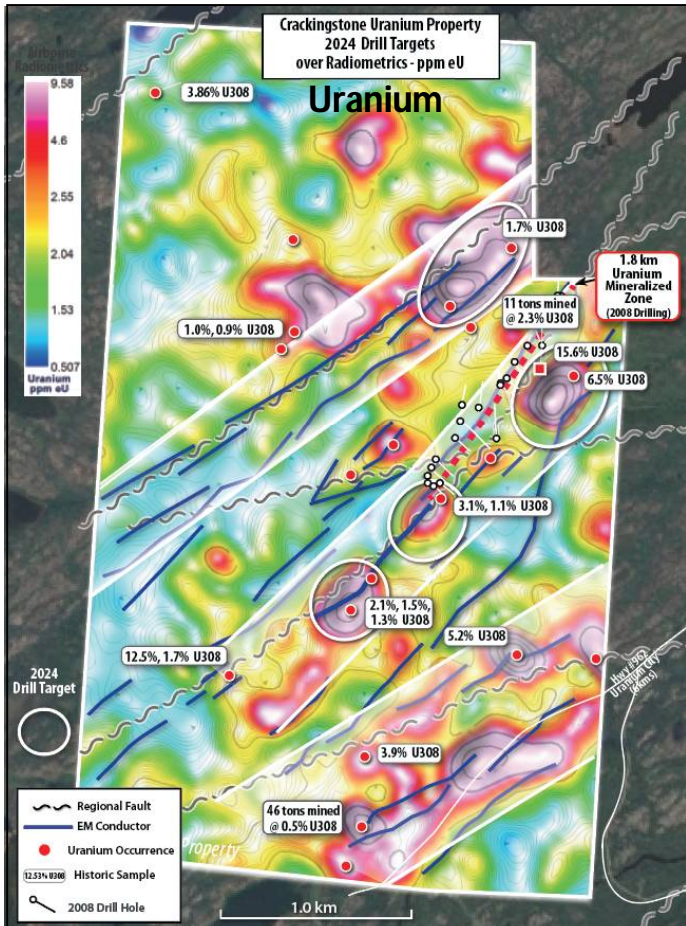 Crackingstone Uranium Property
2024 Drill Targets
over Radiometrics - ppm eU
Uranium
Airborne
Radiometrics
9.58
4.6
2.55
2.04
1.53
0.507
Uranium
ppm eU
3.86% U308
1.7% U308
1.8 km
Uranium
Mineralized
Zone
(2008 Drilling)
11 tons mined
@ 2.3% U308
1.0%, 0.9% U308
15.6% U308
6.5% U308
3.1%, 1.1% U308
2.1%, 1.5%,
1.3% U308
12.5%, 1.7% U308
5.2% U308
Hwy #962
Uranium City
(6kms)
2024
Drill Target
3.9% U308
46 tons mined
@ 0.5% U308
Property
Regional Fault
EM Conductor
Uranium Occurrence
12.53% U308
Historic Sample
2008 Drill Hole
1.0 km